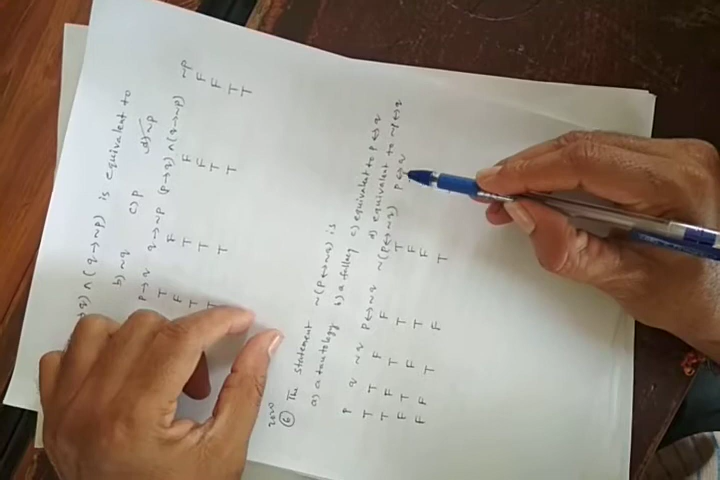 →q) ∧ (q→~p) is equivalent to
b) ~q c) p d) ~p
p→q q→~p (p→q) ∧ (q→~p) ~p
T F F F
F T F F
T T T T
T T T T
2020
⑥ The statement ~(p↔~q) is
a) a tautology b) a fallacy c) equivalent to p↔q
d) equivalent to ~p↔q
p q ~q p↔~q ~(p↔~q) p↔q
T T F F T
T F T T F
F T F T F
F F T F T